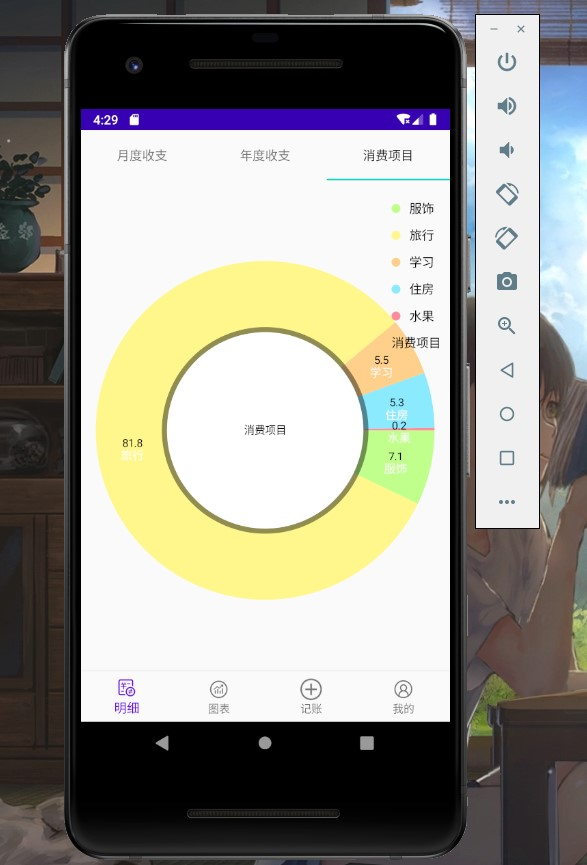 4:29
月度收支
年度收支
消费项目
服饰
旅行
学习
住房
水果
消费项目
5.5
学习
5.3
住房
0.2
水果
7.1
服饰
81.8
旅行
消费项目
明细
图表
记账
我的